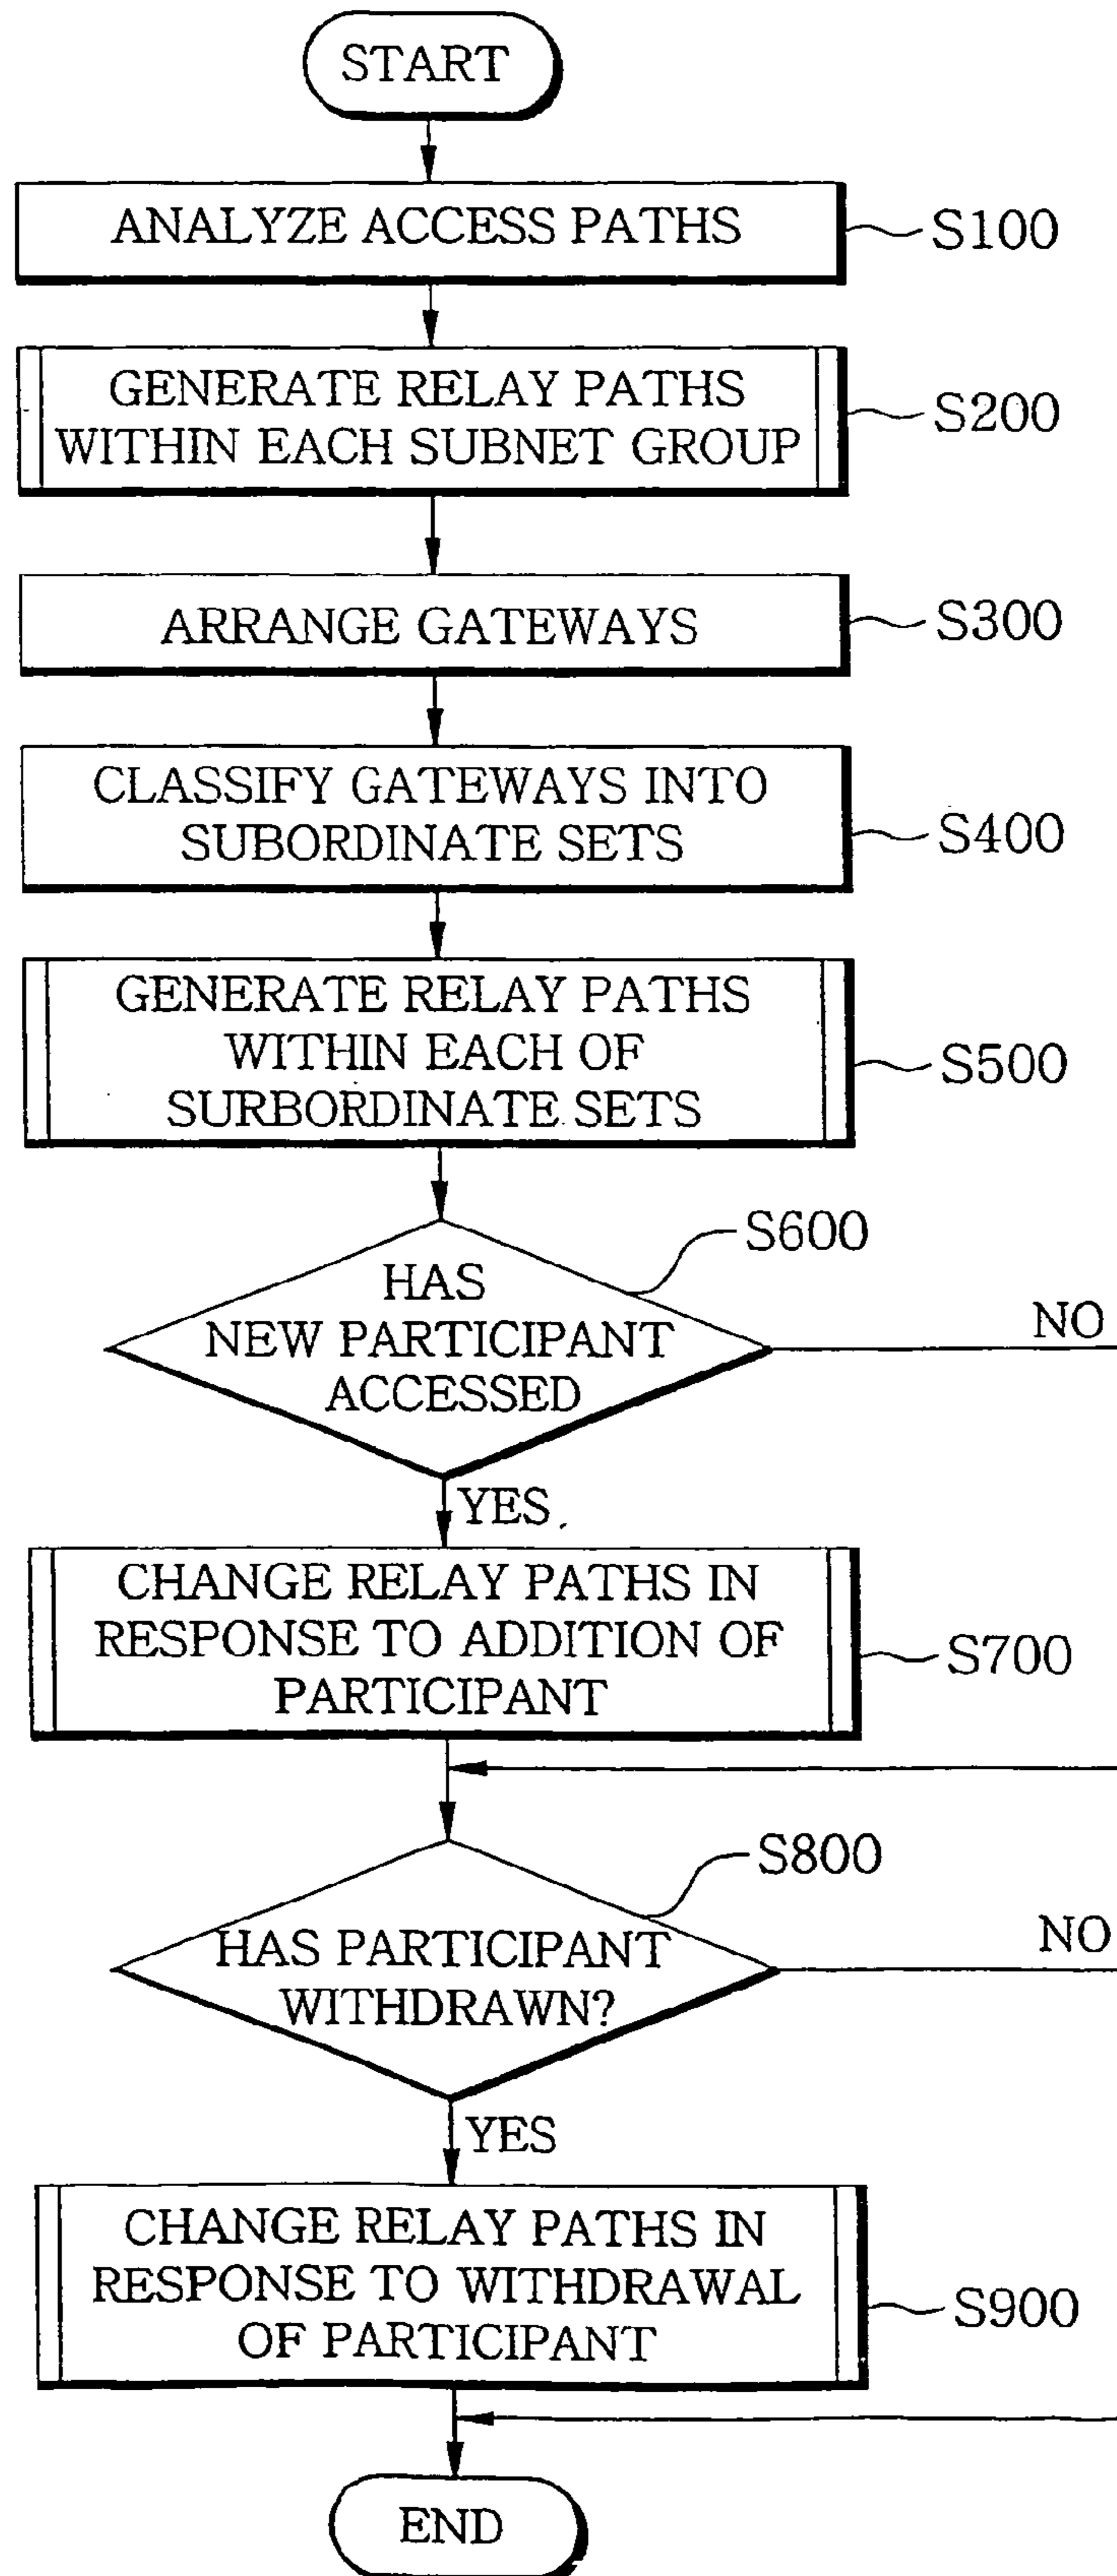 START
ANALYZE ACCESS PATHS
S100
GENERATE RELAY PATHS
WITHIN EACH SUBNET GROUP
S200
ARRANGE GATEWAYS
S300
CLASSIFY GATEWAYS INTO
SUBORDINATE SETS
S400
GENERATE RELAY PATHS
WITHIN EACH OF
SURBORDINATE SETS
S500
S600
HAS
NEW PARTICIPANT
ACCESSED
NO
YES
CHANGE RELAY PATHS IN
RESPONSE TO ADDITION OF
PARTICIPANT
S700
S800
HAS PARTICIPANT
WITHDRAWN?
NO
YES
CHANGE RELAY PATHS IN
RESPONSE TO WITHDRAWAL
OF PARTICIPANT
S900
END